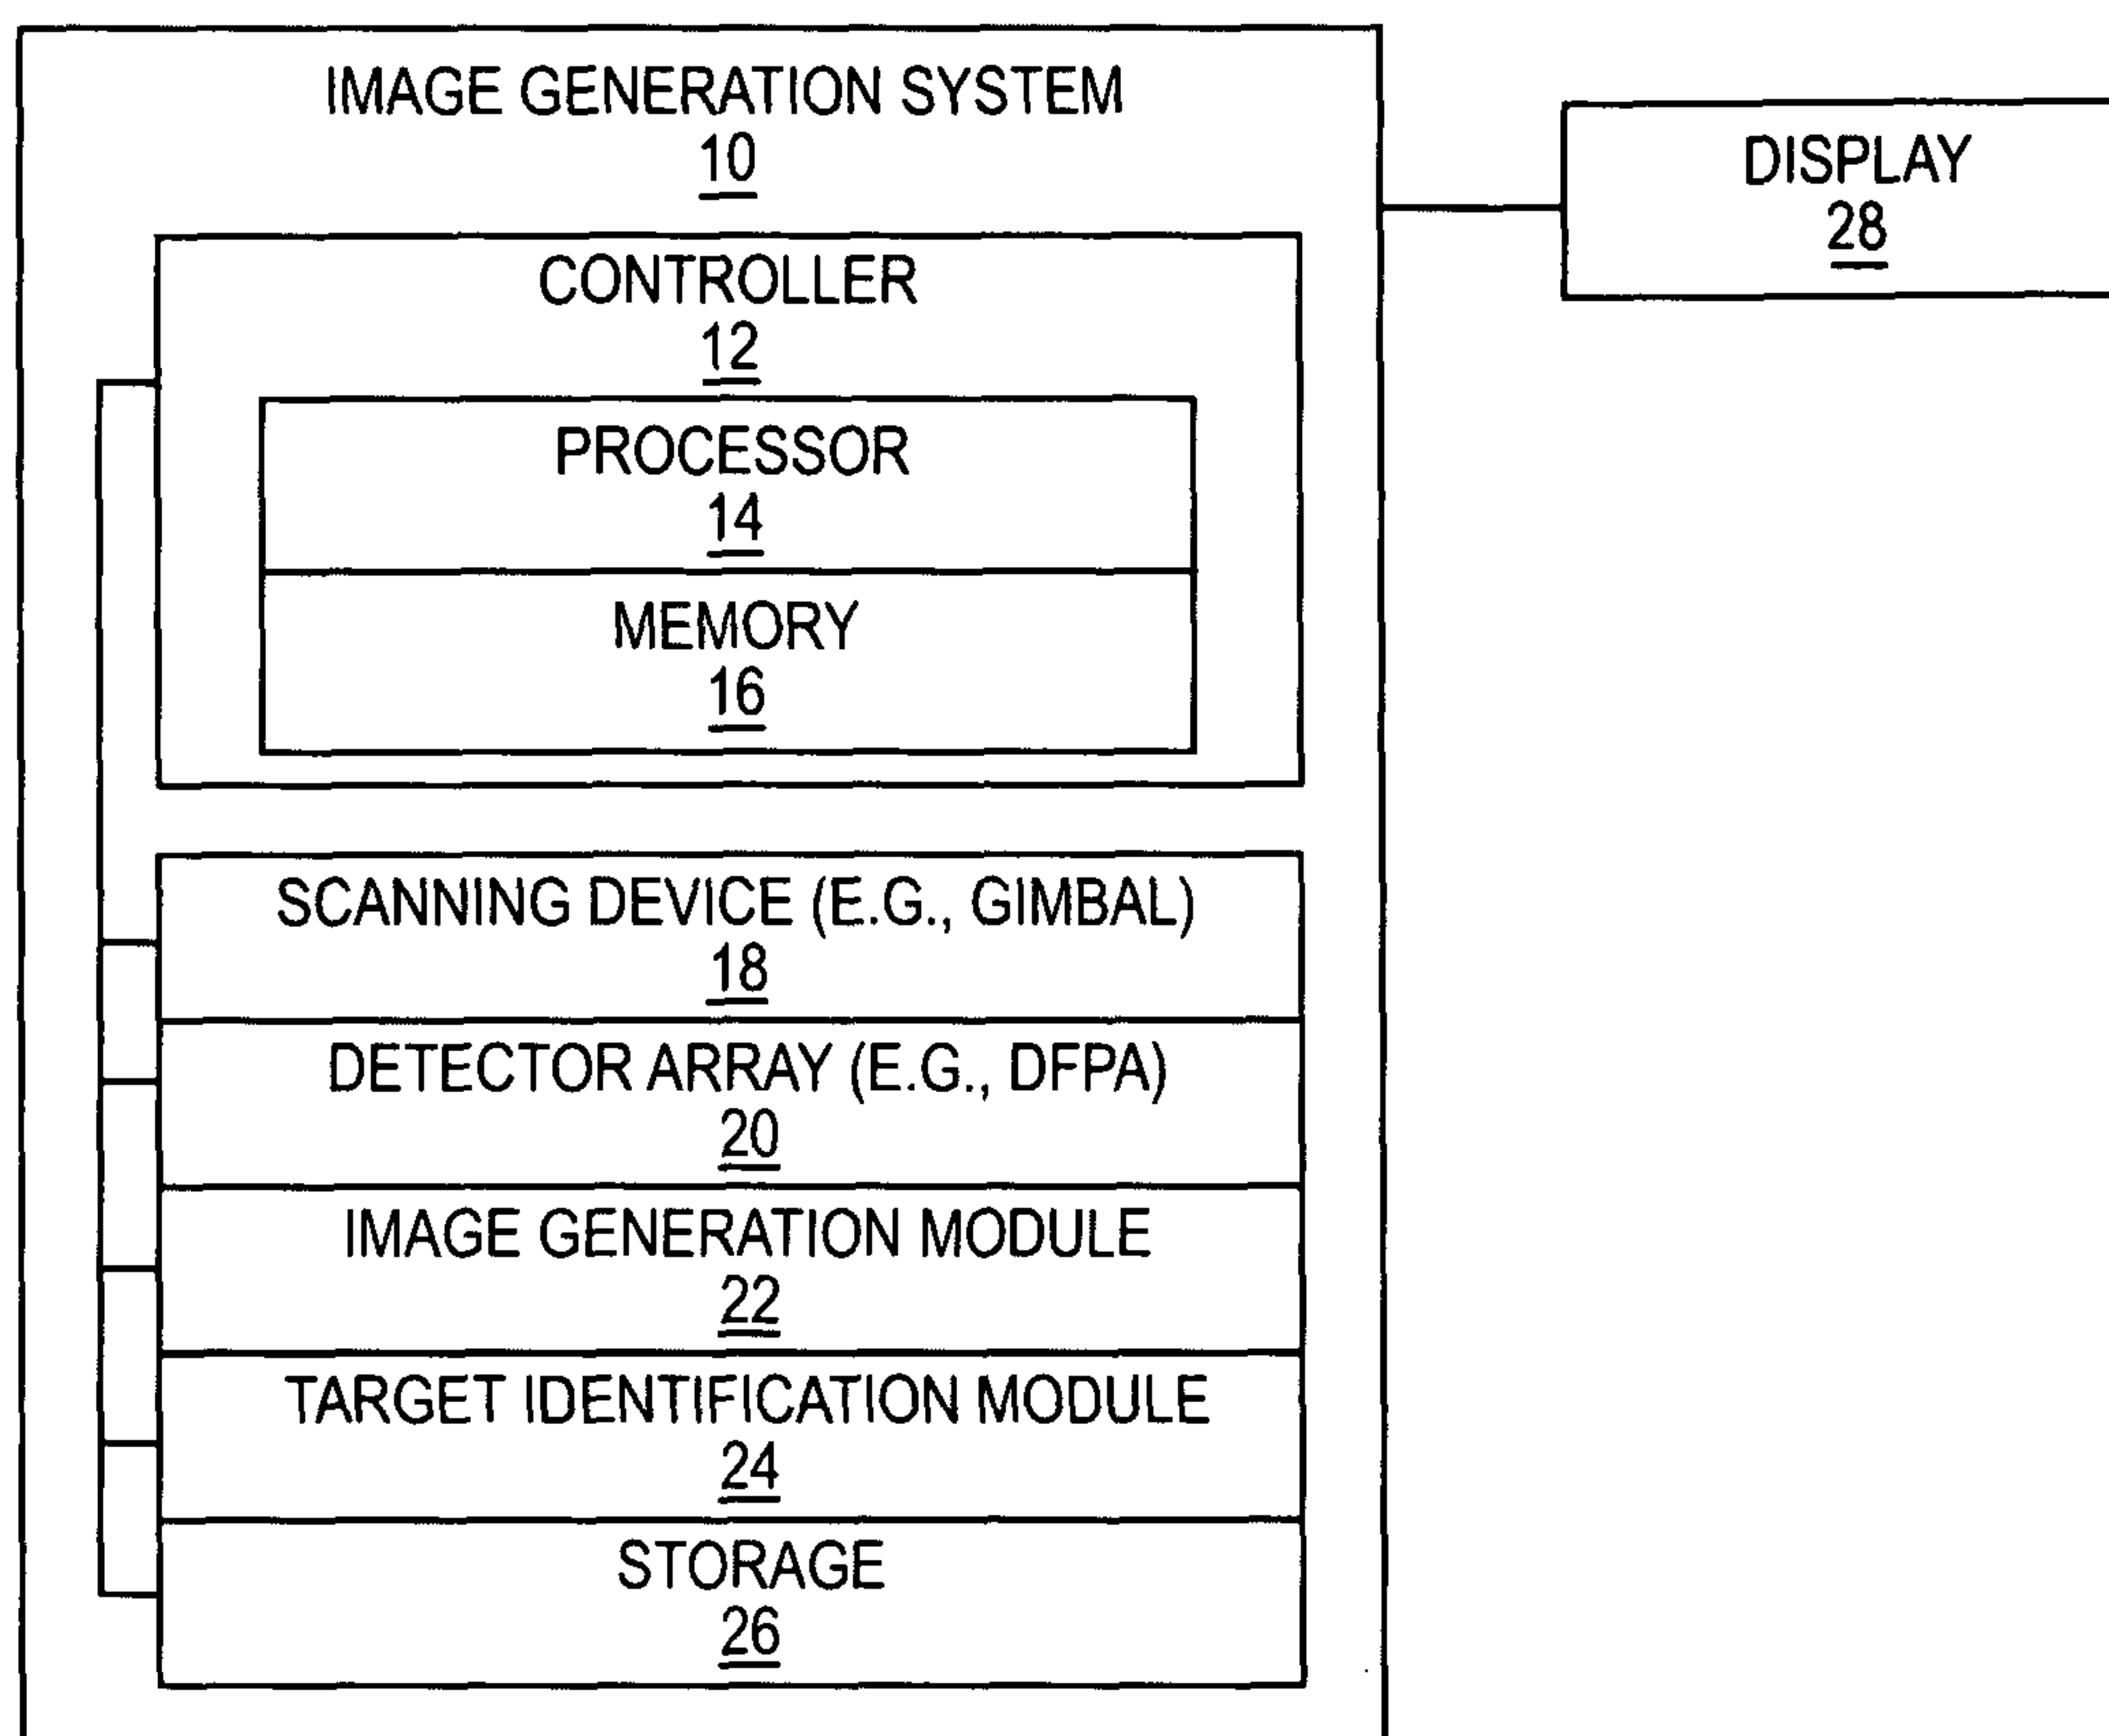 IMAGE GENERATION SYSTEM
10
DISPLAY
28
CONTROLLER
12
PROCESSOR
14
MEMORY
16
SCANNING DEVICE (E.G., GIMBAL)
18
DETECTOR ARRAY (E.G., DFPA)
20
IMAGE GENERATION MODULE
22
TARGET IDENTIFICATION MODULE
24
STORAGE
26